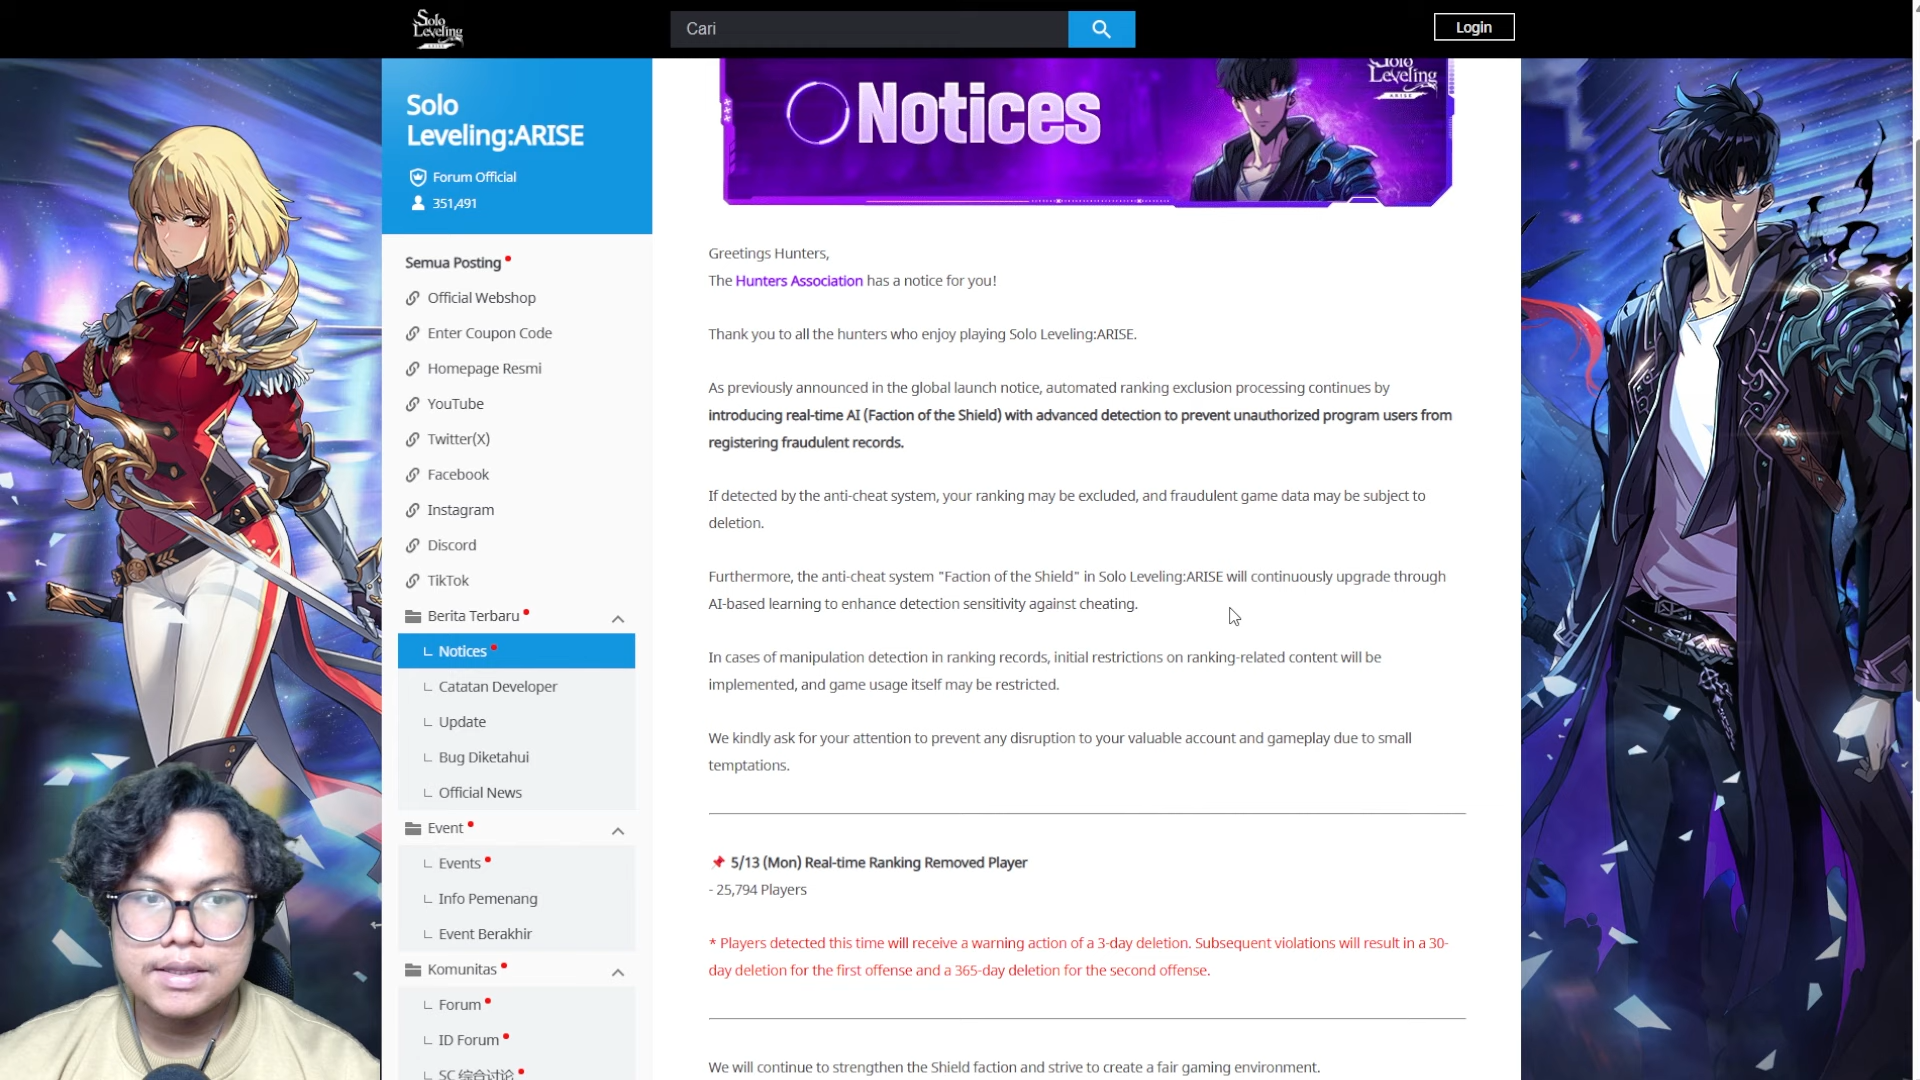 Solo
Leveling
ARISE
Cari
Login
Solo
Leveling:ARISE
Forum Official
351,491
Semua Posting
Official Webshop
Enter Coupon Code
Homepage Resmi
YouTube
Twitter(X)
Facebook
Instagram
Discord
TikTok
Berita Terbaru
Notices
Catatan Developer
Update
Bug Diketahui
Official News
Event
Events
Info Pemenang
Event Berakhir
Komunitas
Forum
ID Forum
SC 综合讨论
Notices
Solo
Leveling
ARISE
Greetings Hunters,
The Hunters Association has a notice for you!
Thank you to all the hunters who enjoy playing Solo Leveling:ARISE.
As previously announced in the global launch notice, automated ranking exclusion processing continues by
introducing real-time AI (Faction of the Shield) with advanced detection to prevent unauthorized program users from
registering fraudulent records.
If detected by the anti-cheat system, your ranking may be excluded, and fraudulent game data may be subject to
deletion.
Furthermore, the anti-cheat system "Faction of the Shield" in Solo Leveling:ARISE will continuously upgrade through
AI-based learning to enhance detection sensitivity against cheating.
In cases of manipulation detection in ranking records, initial restrictions on ranking-related content will be
implemented, and game usage itself may be restricted.
We kindly ask for your attention to prevent any disruption to your valuable account and gameplay due to small
temptations.
📌 5/13 (Mon) Real-time Ranking Removed Player
- 25,794 Players
* Players detected this time will receive a warning action of a 3-day deletion. Subsequent violations will result in a 30-
day deletion for the first offense and a 365-day deletion for the second offense.
We will continue to strengthen the Shield faction and strive to create a fair gaming environment.